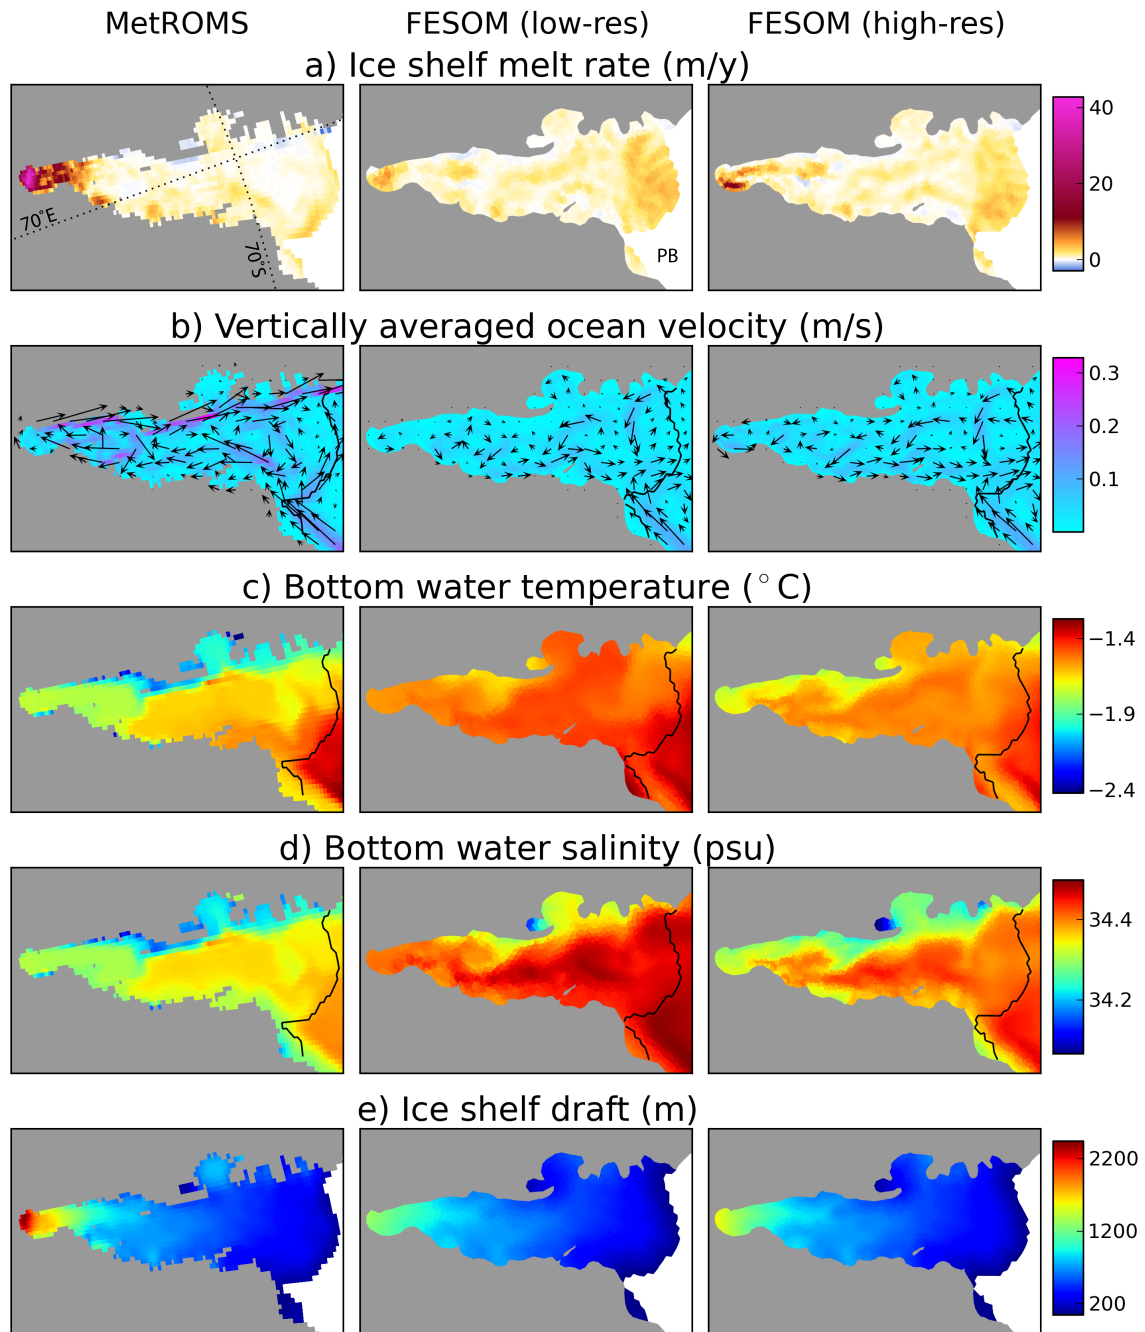 MetROMS
FESOM (low-res)
FESOM (high-res)
a) Ice shelf melt rate (m/y)
70°E
70°S
PB
40
20
0
b) Vertically averaged ocean velocity (m/s)
0.3
0.2
0.1
c) Bottom water temperature (°C)
−1.4
−1.9
−2.4
d) Bottom water salinity (psu)
34.4
34.2
e) Ice shelf draft (m)
2200
1200
200